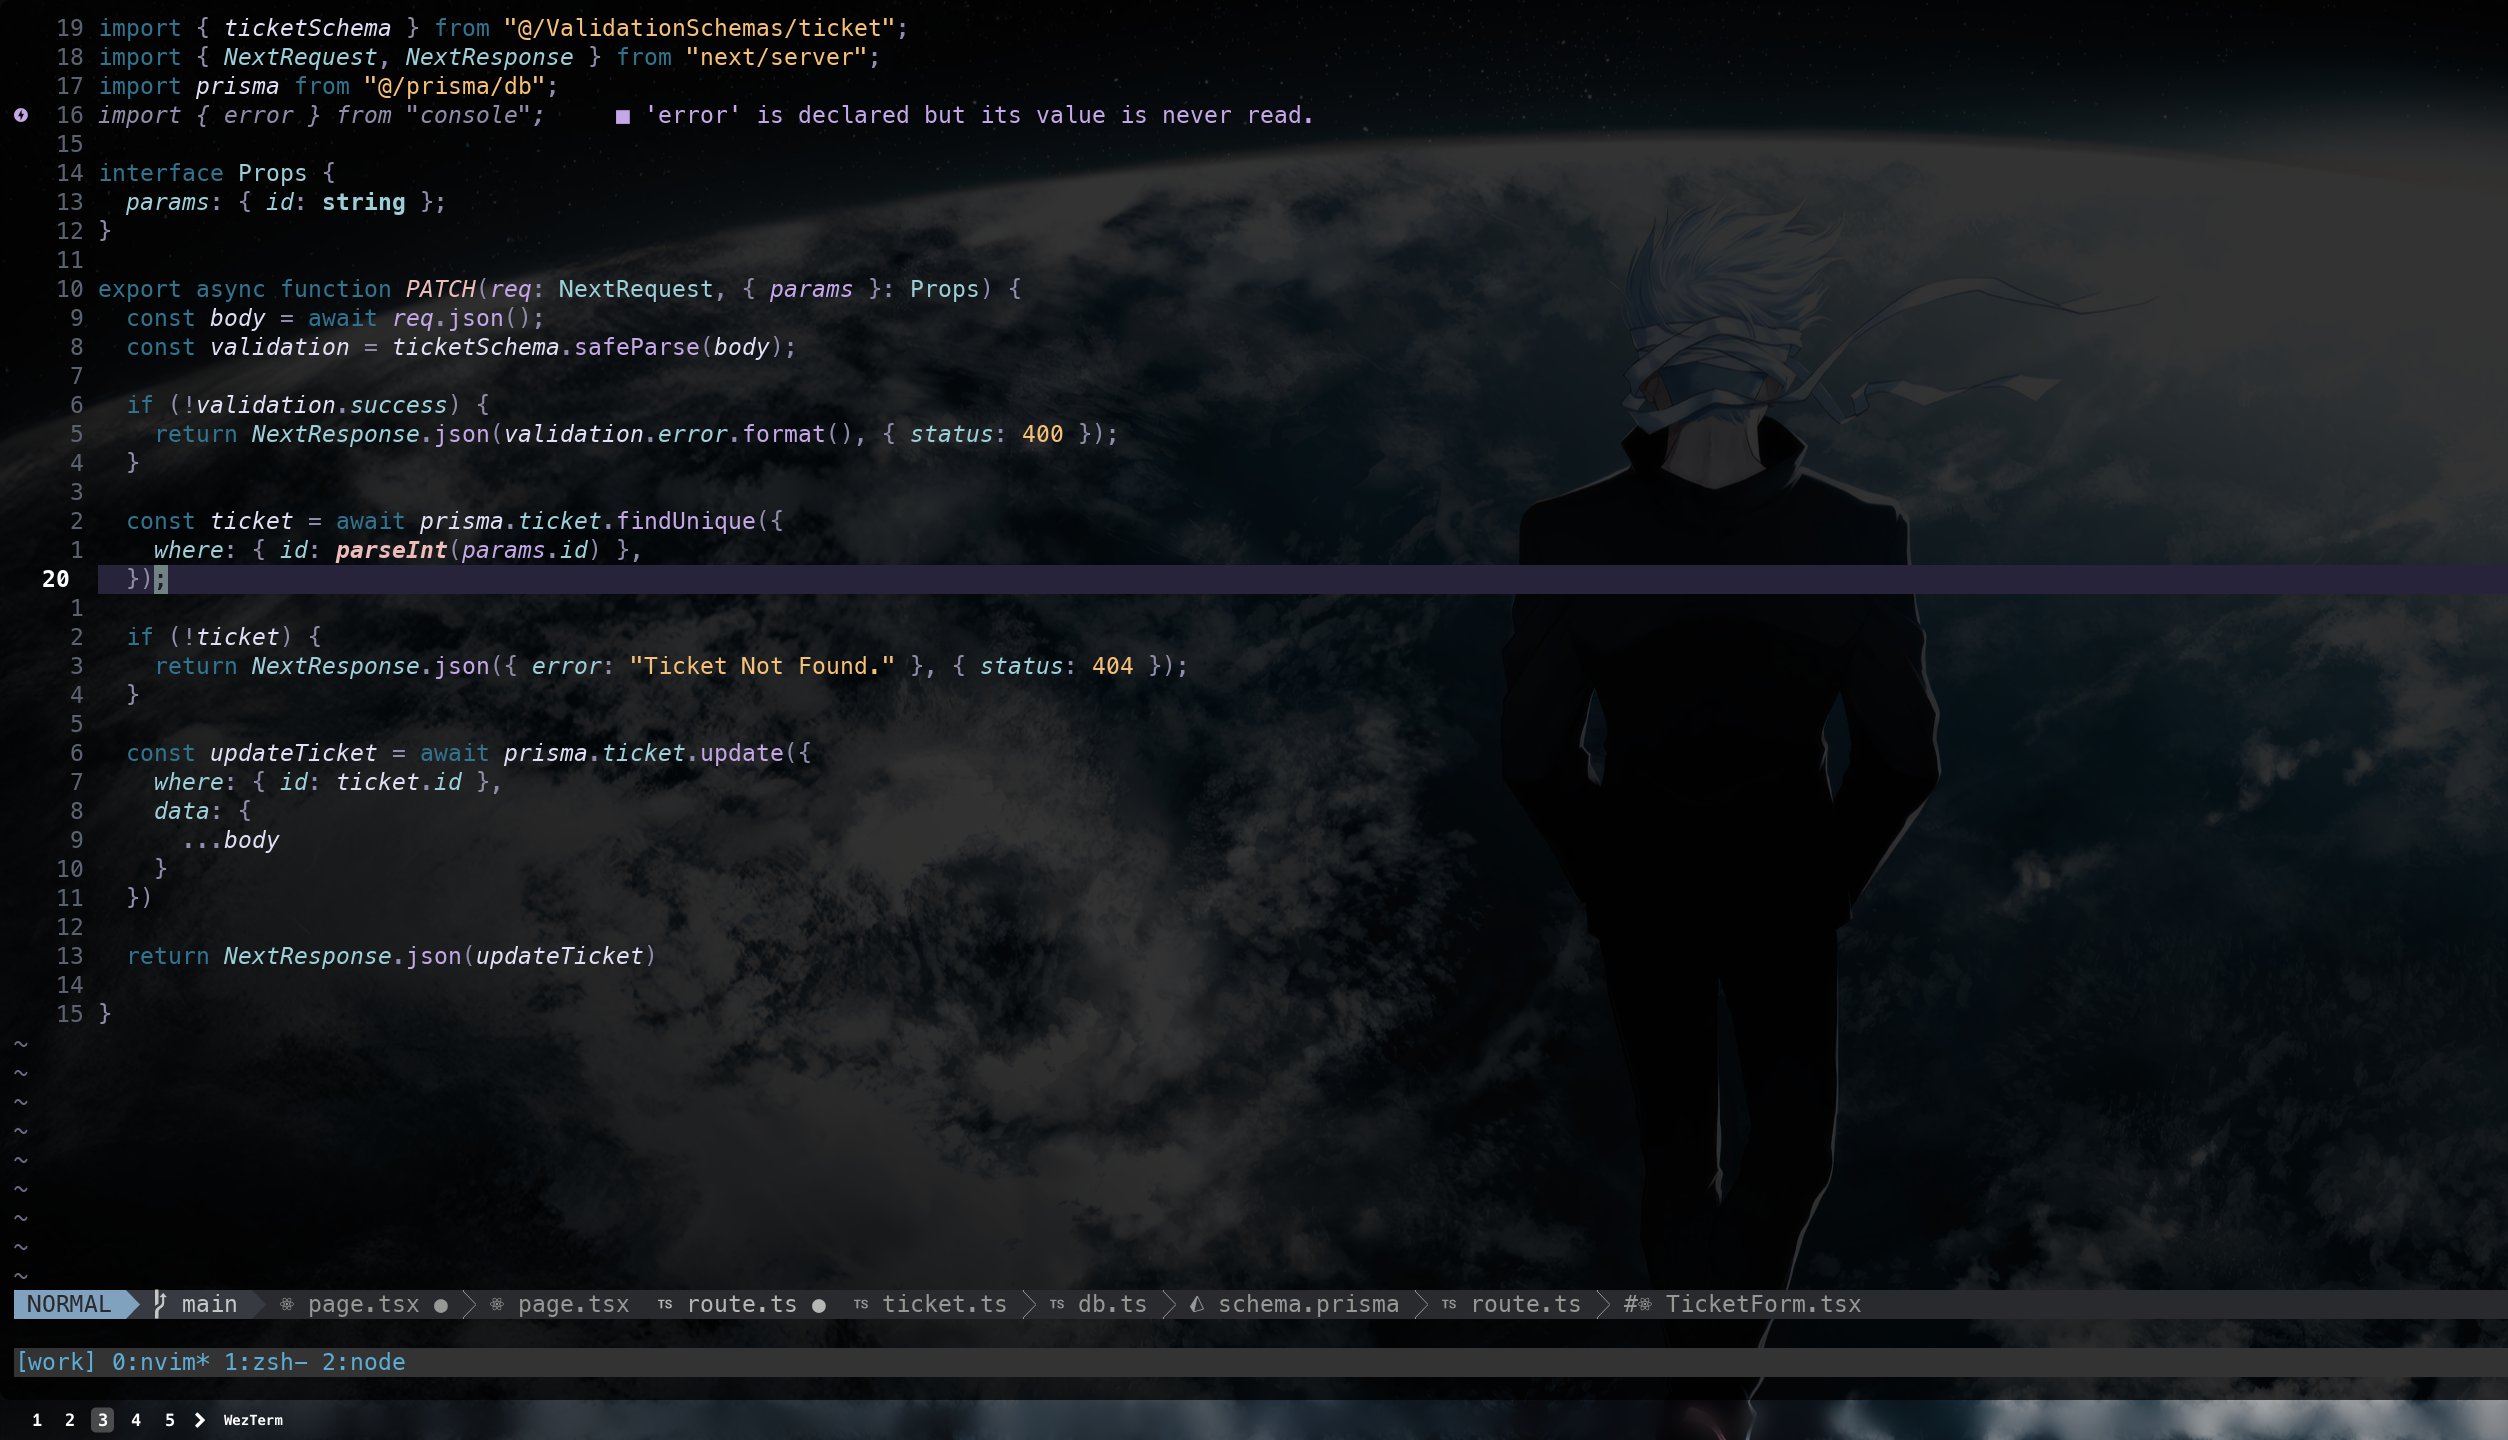 19 import { ticketSchema } from "@/ValidationSchemas/ticket";
18 import { NextRequest, NextResponse } from "next/server";
17 import prisma from "@/prisma/db";
16 import { error } from "console";     ■ 'error' is declared but its value is never read.
15
14 interface Props {
13   params: { id: string };
12 }
11
10 export async function PATCH(req: NextRequest, { params }: Props) {
9   const body = await req.json();
8   const validation = ticketSchema.safeParse(body);
7
6   if (!validation.success) {
5     return NextResponse.json(validation.error.format(), { status: 400 });
4   }
3
2   const ticket = await prisma.ticket.findUnique({
1     where: { id: parseInt(params.id) },
20   });
1
2   if (!ticket) {
3     return NextResponse.json({ error: "Ticket Not Found." }, { status: 404 });
4   }
5
6   const updateTicket = await prisma.ticket.update({
7     where: { id: ticket.id },
8     data: {
9       ...body
10     }
11   })
12
13   return NextResponse.json(updateTicket)
14
15 }
~
~
~
~
~
~
~
~
~
NORMAL main page.tsx ● page.tsx TS route.ts ● TS ticket.ts TS db.ts schema.prisma TS route.ts # TicketForm.tsx
[work] 0:nvim* 1:zsh- 2:node
1 2 3 4 5 > WezTerm